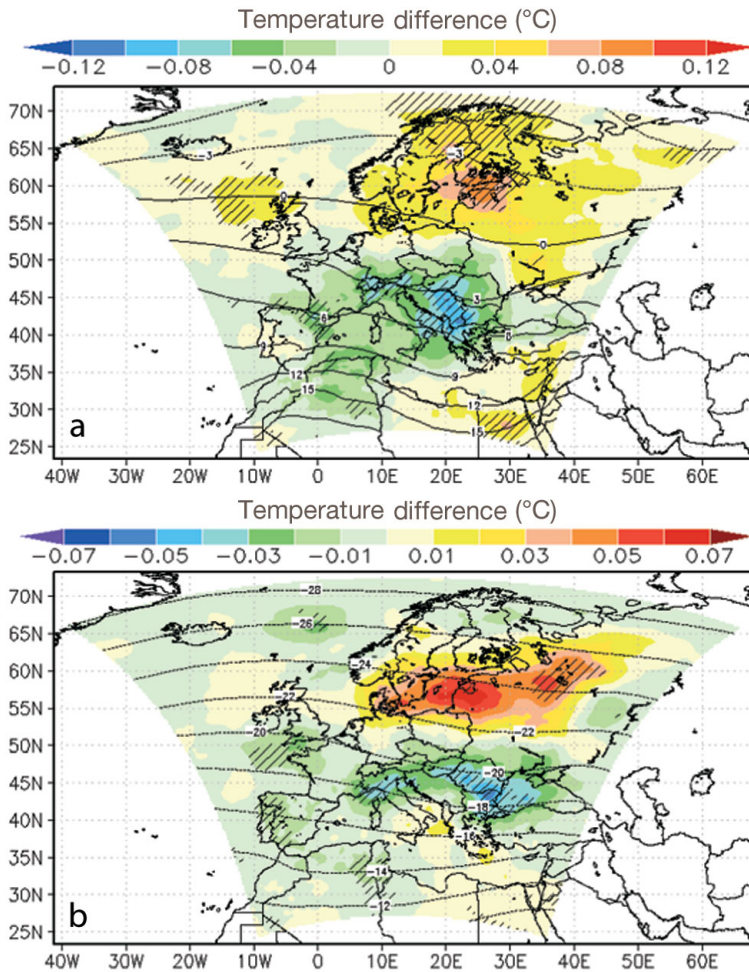 Temperature difference (°C)
−0.12 −0.08 −0.04 0 0.04 0.08 0.12
70N
65N
60N
55N
50N
45N
40N
35N
30N
25N
−3
−3
0
0
3
6
9
9
12
12
15
15
a
40W 30W 20W 10W 0 10E 20E 30E 40E 50E 60E
Temperature difference (°C)
−0.07 −0.05 −0.03 −0.01 0.01 0.03 0.05 0.07
70N
65N
60N
55N
50N
45N
40N
35N
30N
25N
−28
−26
−24
−22
−22
−20
−20
−18
−16
−14
−12
b
40W 30W 20W 10W 0 10E 20E 30E 40E 50E 60E